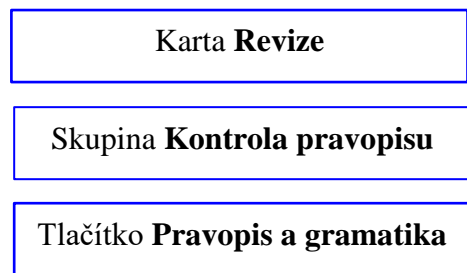 Karta Revize
Skupina Kontrola pravopisu
Tlačítko Pravopis a gramatika